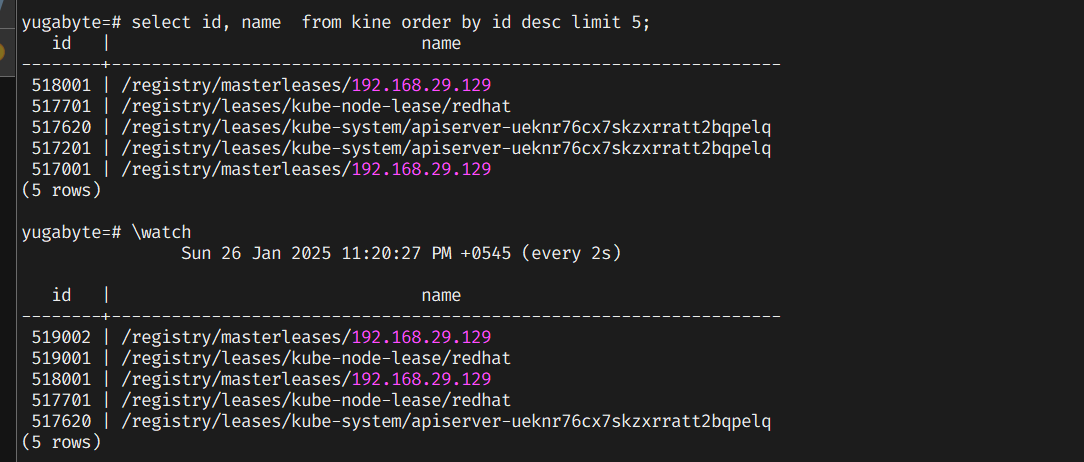 yugabyte=# select id, name  from kine order by id desc limit 5;
   id   |                               name
--------+-------------------------------------------------------------------
 518001 | /registry/masterleases/192.168.29.129
 517701 | /registry/leases/kube-node-lease/redhat
 517620 | /registry/leases/kube-system/apiserver-ueknr76cx7skzxrratt2bqpelq
 517201 | /registry/leases/kube-system/apiserver-ueknr76cx7skzxrratt2bqpelq
 517001 | /registry/masterleases/192.168.29.129
(5 rows)
yugabyte=# \watch
                Sun 26 Jan 2025 11:20:27 PM +0545 (every 2s)
   id   |                               name
--------+-------------------------------------------------------------------
 519002 | /registry/masterleases/192.168.29.129
 519001 | /registry/leases/kube-node-lease/redhat
 518001 | /registry/masterleases/192.168.29.129
 517701 | /registry/leases/kube-node-lease/redhat
 517620 | /registry/leases/kube-system/apiserver-ueknr76cx7skzxrratt2bqpelq
(5 rows)